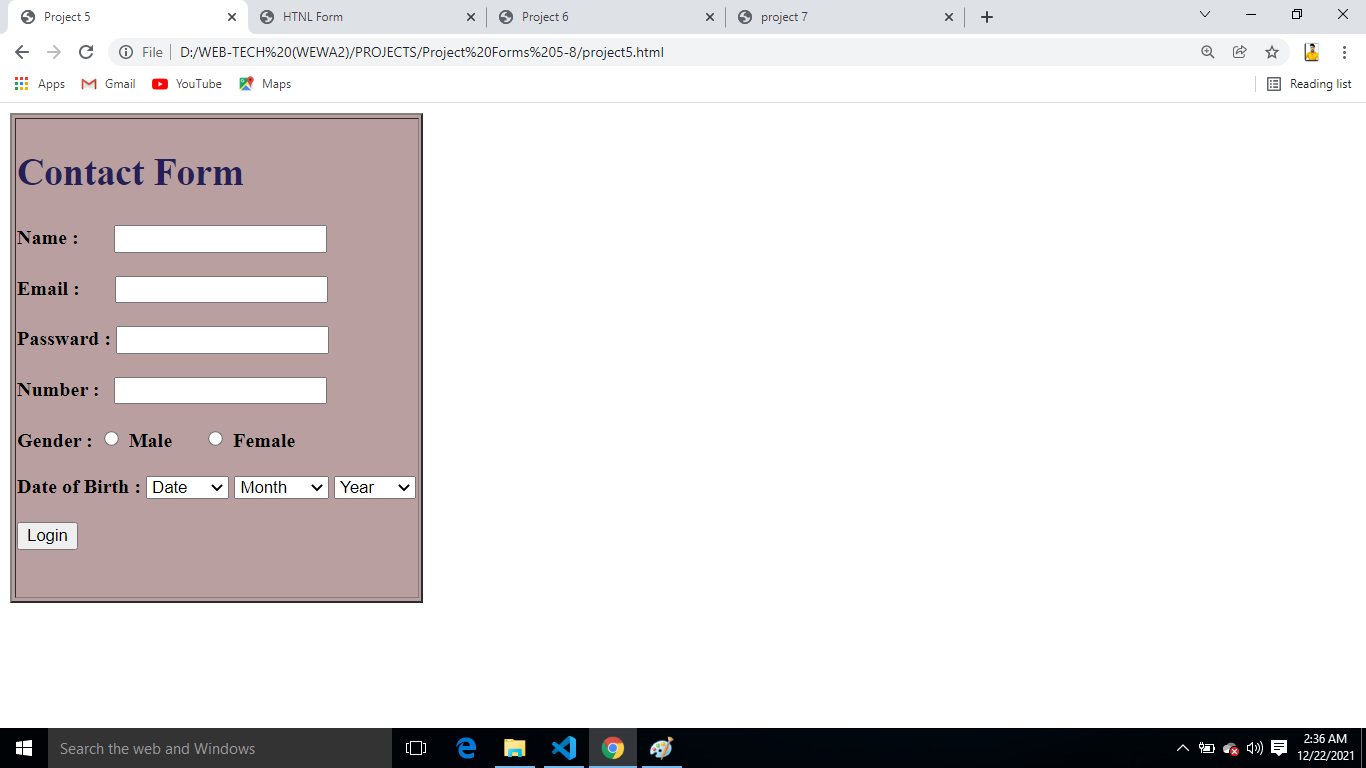 Project 5
HTNL Form
Project 6
project 7
File
D:/WEB-TECH%20(WEWA2)/PROJECTS/Project%20Forms%205-8/project5.html
Apps
Gmail
YouTube
Maps
Reading list
Contact Form
Name :
Email :
Passward :
Number :
Gender : Male Female
Date of Birth : Date Month Year
Login
Search the web and Windows
2:36 AM
12/22/2021